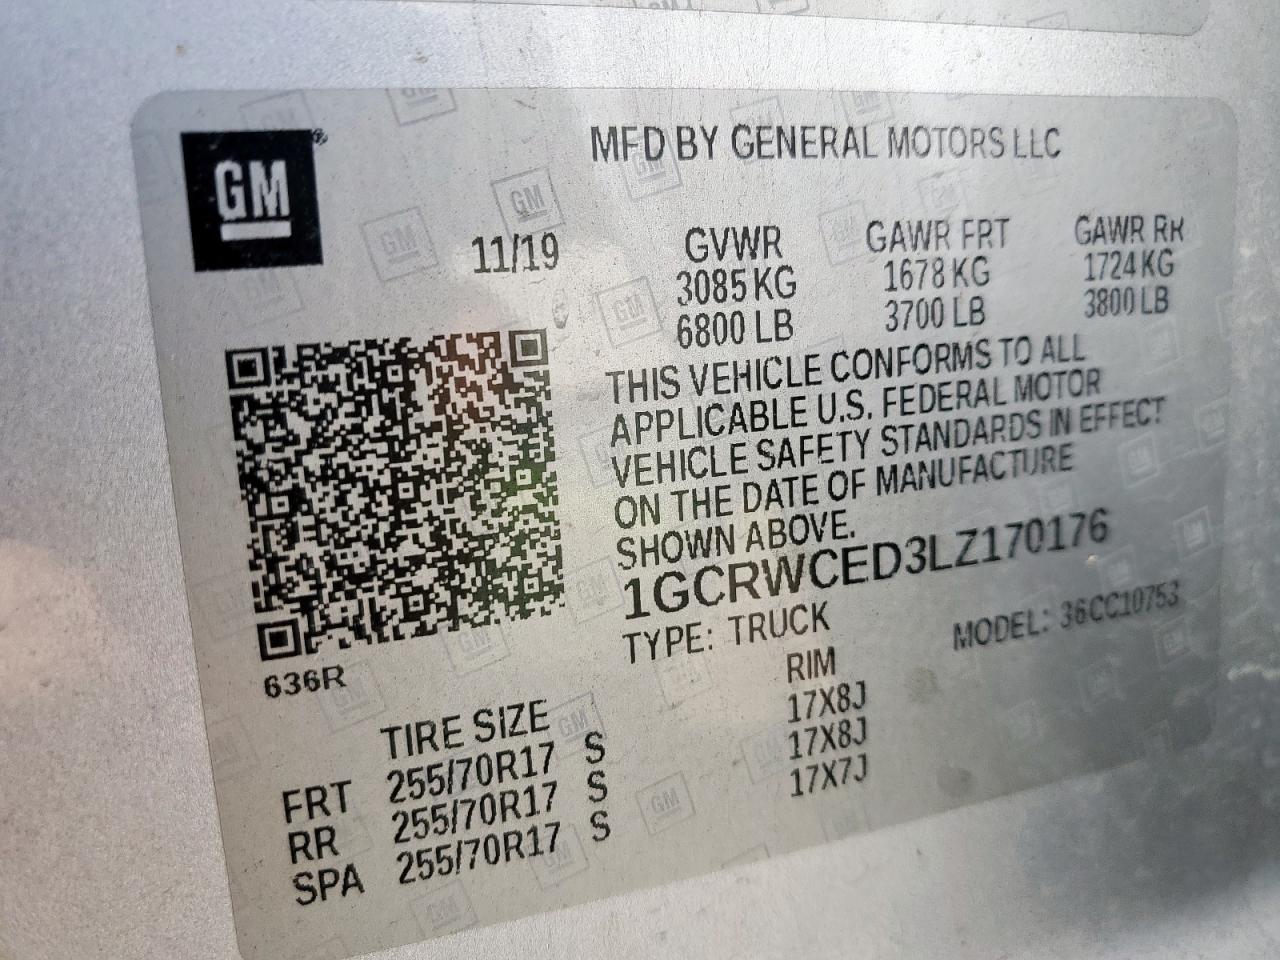 GM
MFD BY GENERAL MOTORS LLC
11/19
GVWR GAWR FRT GAWR RR
3085 KG 1678 KG 1724 KG
6800 LB 3700 LB 3800 LB
THIS VEHICLE CONFORMS TO ALL
APPLICABLE U.S. FEDERAL MOTOR
VEHICLE SAFETY STANDARDS IN EFFECT
ON THE DATE OF MANUFACTURE
SHOWN ABOVE.
1GCRWCED3LZ170176
TYPE: TRUCK MODEL: 36CC10753
636R
TIRE SIZE RIM
FRT 255/70R17 S 17X8J
RR 255/70R17 S 17X8J
SPA 255/70R17 S 17X7J